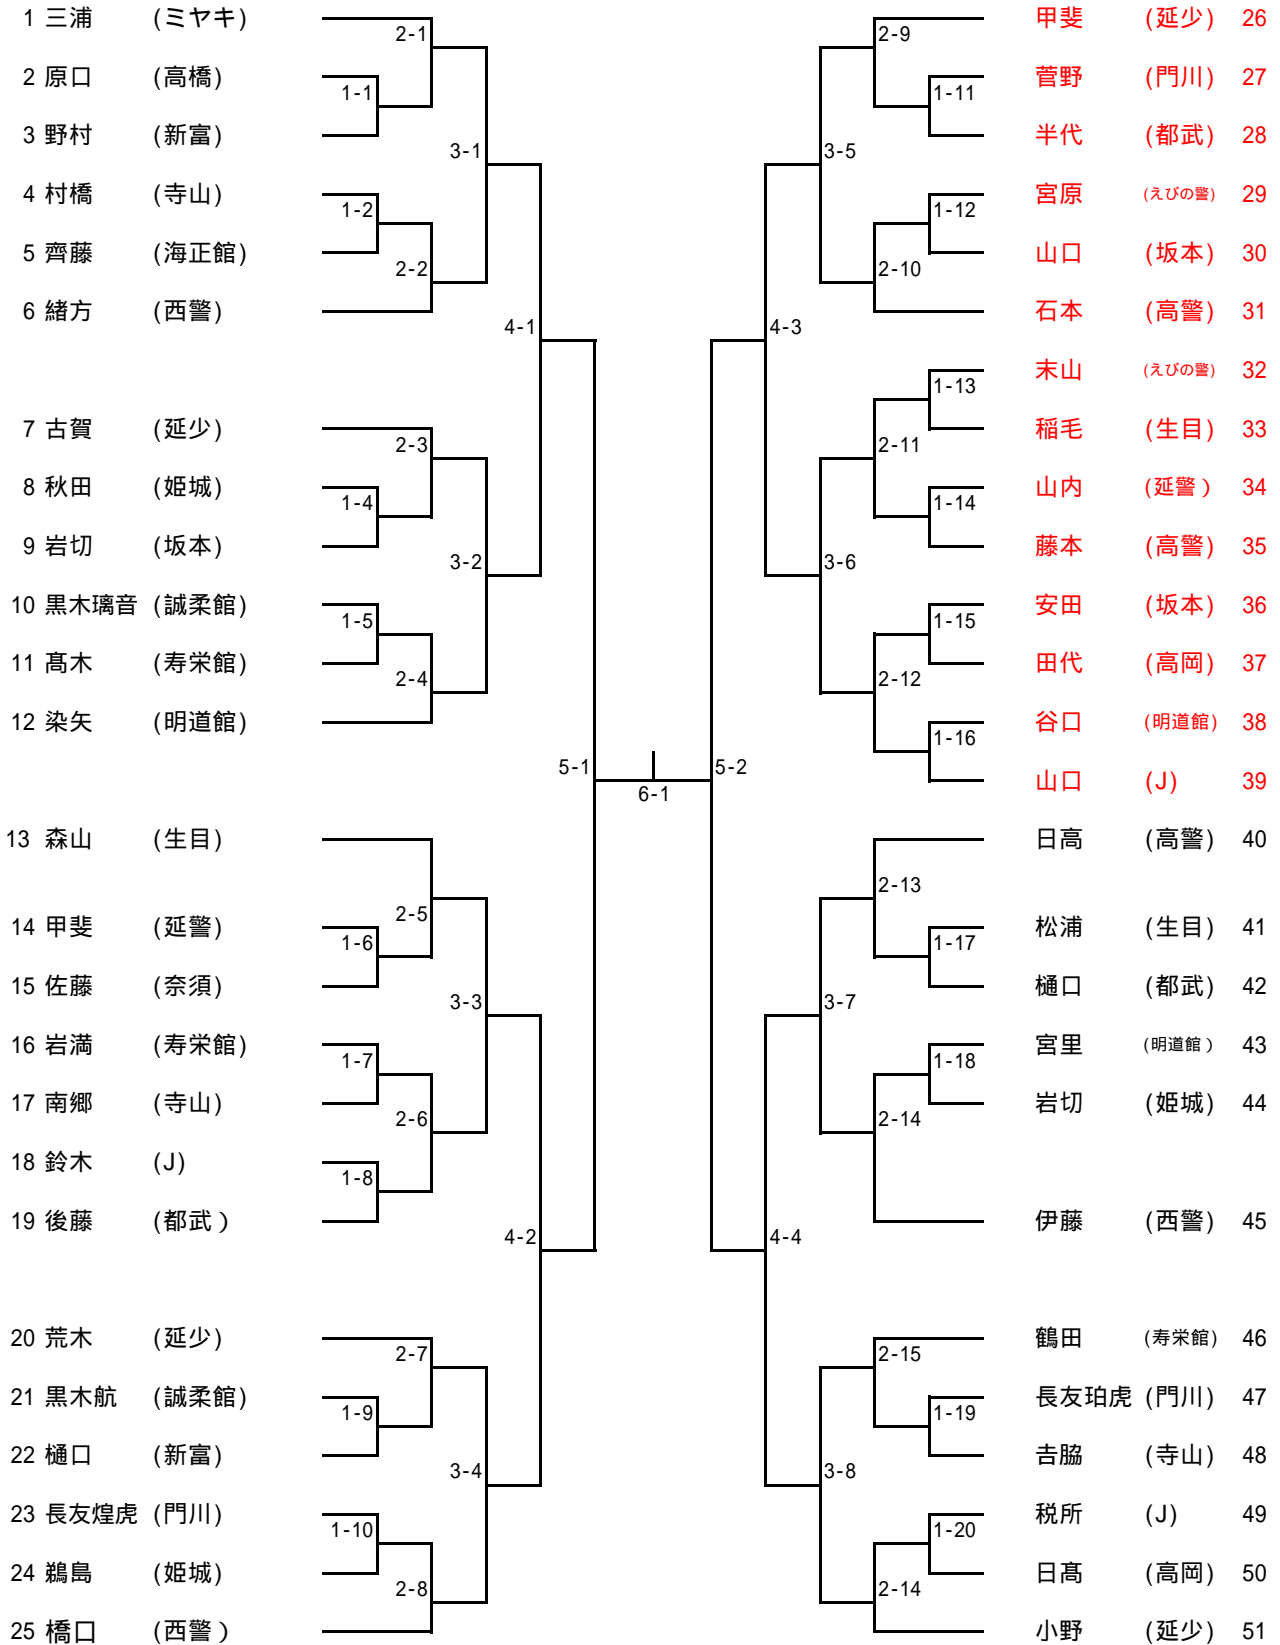 1 三浦 (ミヤキ)
2-1
2 原口 (高橋)
1-1
3 野村 (新富)
3-1
4 村橋 (寺山)
1-2
5 齊藤 (海正館)
2-2
6 緒方 (西警)
4-1
7 古賀 (延少)
2-3
8 秋田 (姫城)
1-4
9 岩切 (坂本)
3-2
10 黒木璃音 (誠柔館)
1-5
11 髙木 (寿栄館)
2-4
12 染矢 (明道館)
5-1
6-1
13 森山 (生目)
2-5
14 甲斐 (延警)
1-6
15 佐藤 (奈須)
3-3
16 岩満 (寿栄館)
1-7
17 南郷 (寺山)
2-6
18 鈴木 (J)
1-8
19 後藤 (都武)
4-2
20 荒木 (延少)
2-7
21 黒木航 (誠柔館)
1-9
22 樋口 (新富)
3-4
23 長友煌虎 (門川)
1-10
24 鵜島 (姫城)
2-8
25 橋口 (西警)
甲斐 (延少) 26
2-9
菅野 (門川) 27
1-11
半代 (都武) 28
3-5
宮原 (えびの警) 29
1-12
山口 (坂本) 30
2-10
石本 (高警) 31
4-3
末山 (えびの警) 32
1-13
稲毛 (生目) 33
2-11
山内 (延警) 34
1-14
藤本 (高警) 35
3-6
安田 (坂本) 36
1-15
田代 (高岡) 37
2-12
谷口 (明道館) 38
1-16
5-2
山口 (J) 39
日高 (高警) 40
2-13
松浦 (生目) 41
1-17
樋口 (都武) 42
3-7
宮里 (明道館) 43
1-18
岩切 (姫城) 44
2-14
伊藤 (西警) 45
4-4
鶴田 (寿栄館) 46
2-15
長友珀虎 (門川) 47
1-19
𠮷脇 (寺山) 48
3-8
税所 (J) 49
1-20
日髙 (高岡) 50
2-14
小野 (延少) 51